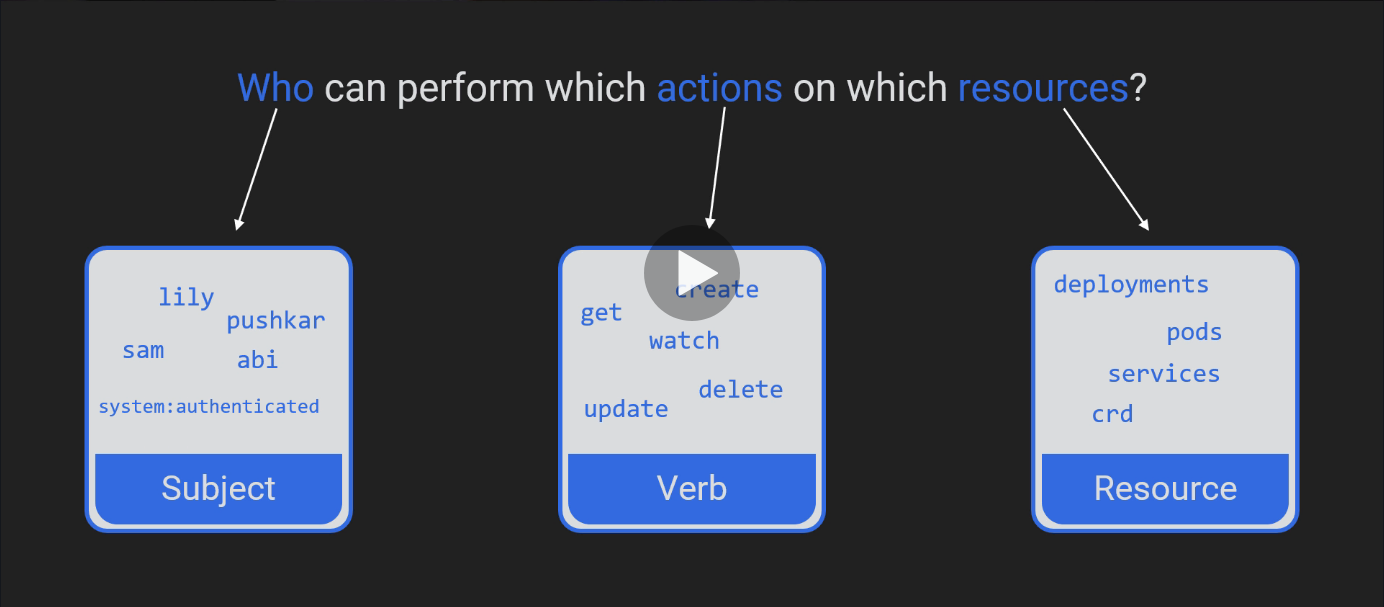 Who can perform which actions on which resources?
lily
pushkar
sam
abi
system:authenticated
Subject
create
get
watch
delete
update
Verb
deployments
pods
services
crd
Resource